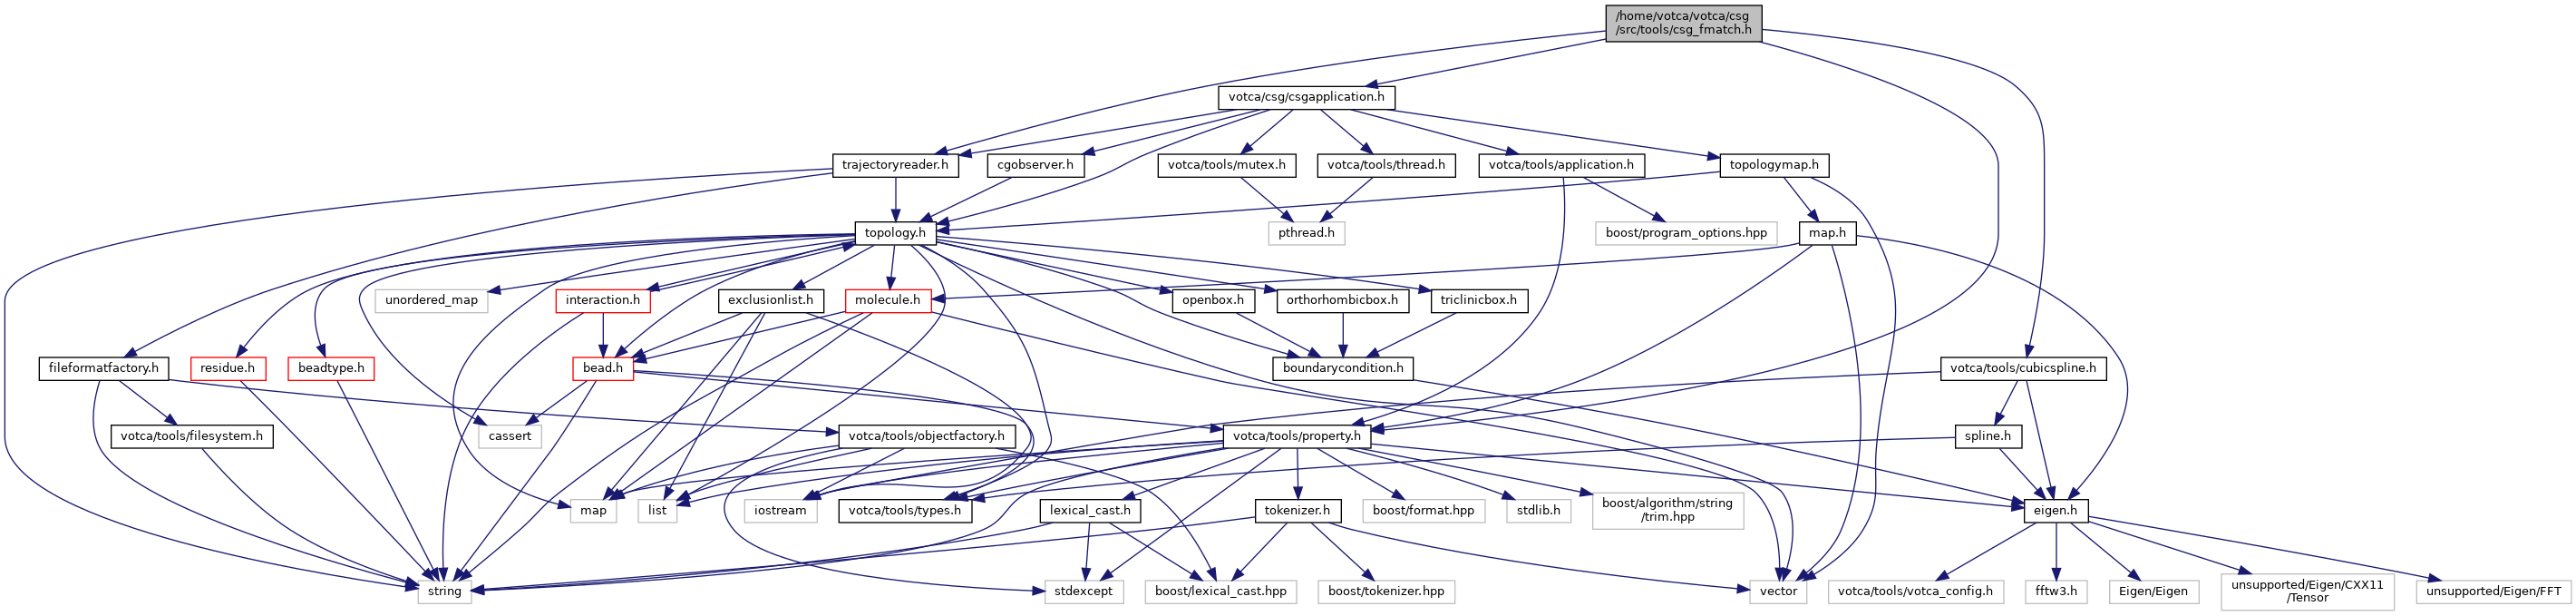 /home/votca/votca/csg
/src/tools/csg_fmatch.h
votca/csg/csgapplication.h
trajectoryreader.h
cgobserver.h
votca/tools/mutex.h
votca/tools/thread.h
votca/tools/application.h
topologymap.h
topology.h
pthread.h
boost/program_options.hpp
map.h
unordered_map
interaction.h
exclusionlist.h
molecule.h
openbox.h
orthorhombicbox.h
triclinicbox.h
fileformatfactory.h
residue.h
beadtype.h
bead.h
boundarycondition.h
votca/tools/cubicspline.h
votca/tools/filesystem.h
cassert
votca/tools/objectfactory.h
votca/tools/property.h
spline.h
map
list
iostream
votca/tools/types.h
lexical_cast.h
tokenizer.h
boost/format.hpp
stdlib.h
boost/algorithm/string
/trim.hpp
eigen.h
string
stdexcept
boost/lexical_cast.hpp
boost/tokenizer.hpp
vector
votca/tools/votca_config.h
fftw3.h
Eigen/Eigen
unsupported/Eigen/CXX11
/Tensor
unsupported/Eigen/FFT